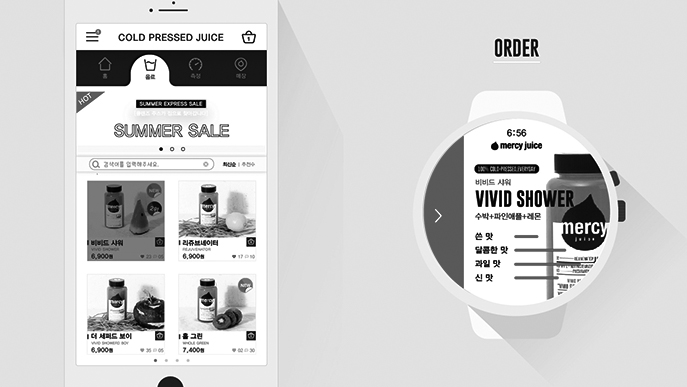 COLD PRESSED JUICE
1
홈
음료
측정
매장
HOT
SUMMER EXPRESS SALE
SUMMER SALE
검색어를 입력해주세요.
최신순 | 추천수
비비드 샤워
VIVID SHOWER
6,900원
리쥬브네이터
REJUVENATOR
6,900원
17 10
mercy
NEW
더 셰퍼드 보이
VIVID SHOWERD BOY
6,900원
35 05
홀 그린
WHOLE GREEN
7,400원
02 30
ORDER
6:56
mercy juice
100% COLD-PRESSED, EVERYDAY
비비드 샤워
VIVID SHOWER
수박+파인애플+레몬
쓴 맛
달콤한 맛
과일 맛
신 맛
mercy
juice